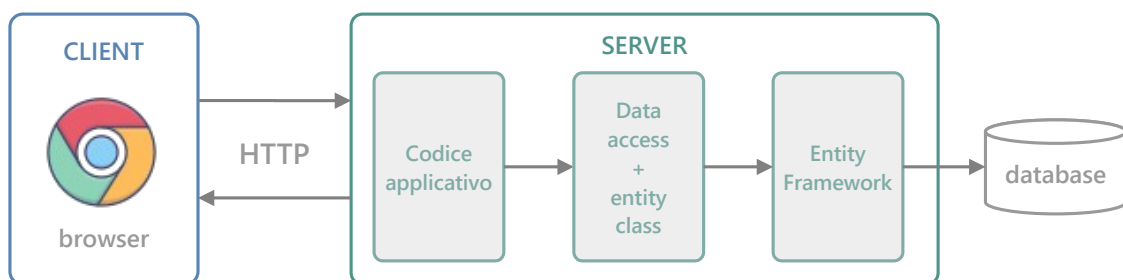 CLIENT
browser
HTTP
SERVER
Codice
applicativo
Data
access
+
entity
class
Entity
Framework
database